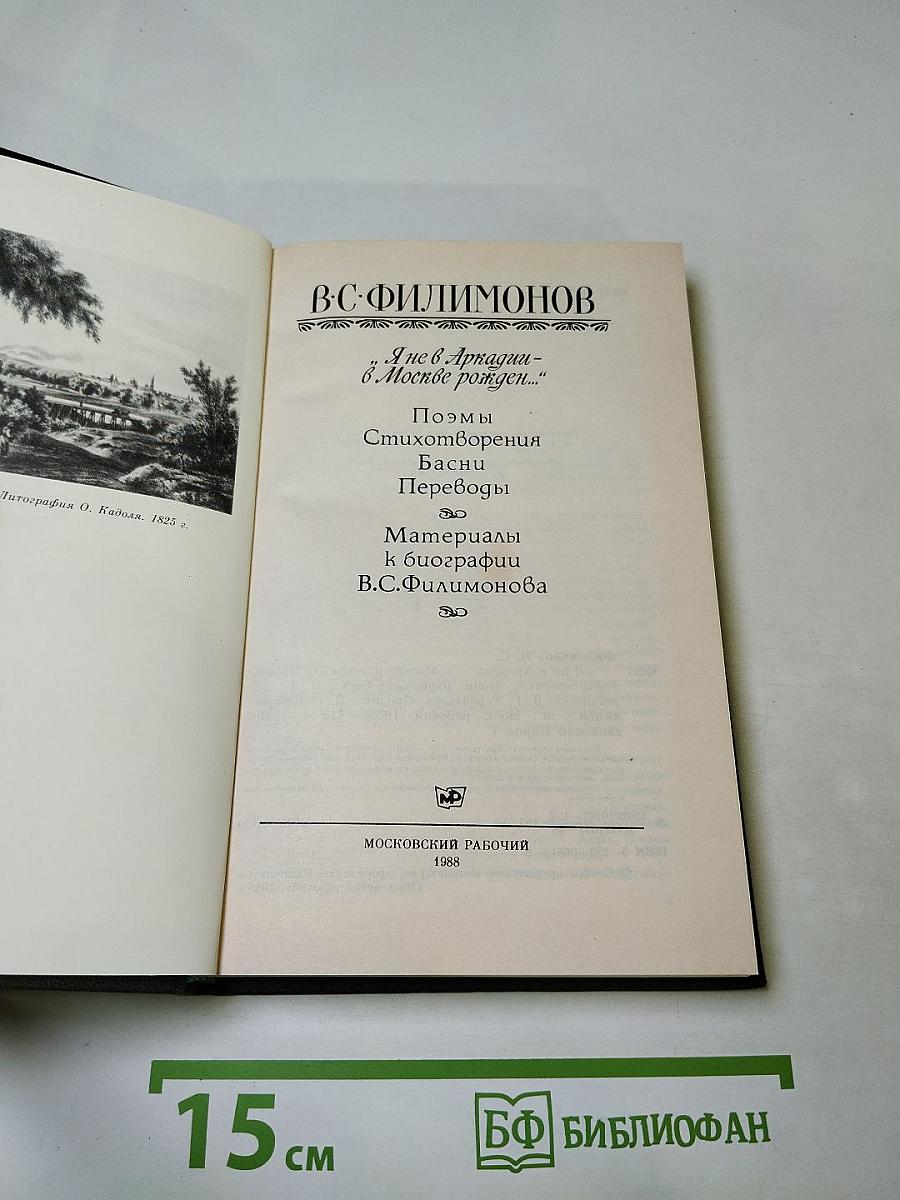 Литография О. Кадоля. 1825 г.
В·С·ФИЛИМОНОВ
„Я не в Аркадии –
в Москве рожден..."
Поэмы
Стихотворения
Басни
Переводы
Материалы
к биографии
В.С.Филимонова
МР
МОСКОВСКИЙ РАБОЧИЙ
1988
15 см
БФ БИБЛИОФАН